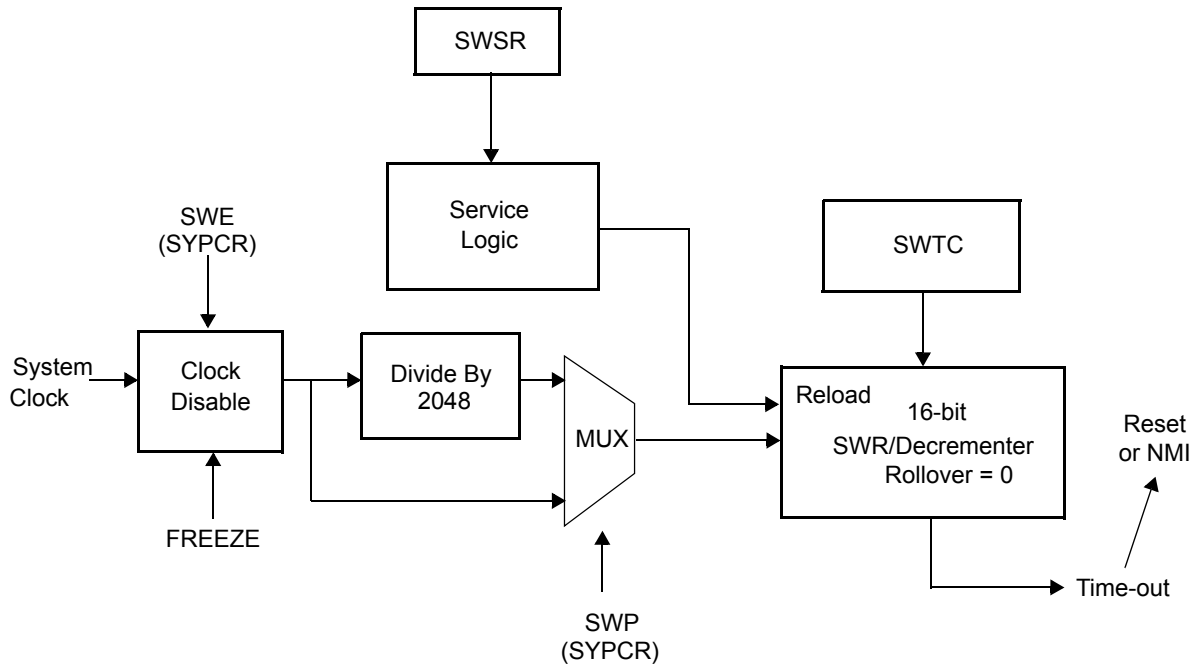 SWSR
Service
Logic
SWE
(SYPCR)
SWTC
System
Clock
Clock
Disable
Divide By
2048
MUX
Reload
16-bit
SWR/Decrementer
Rollover = 0
Reset
or NMI
FREEZE
Time-out
SWP
(SYPCR)